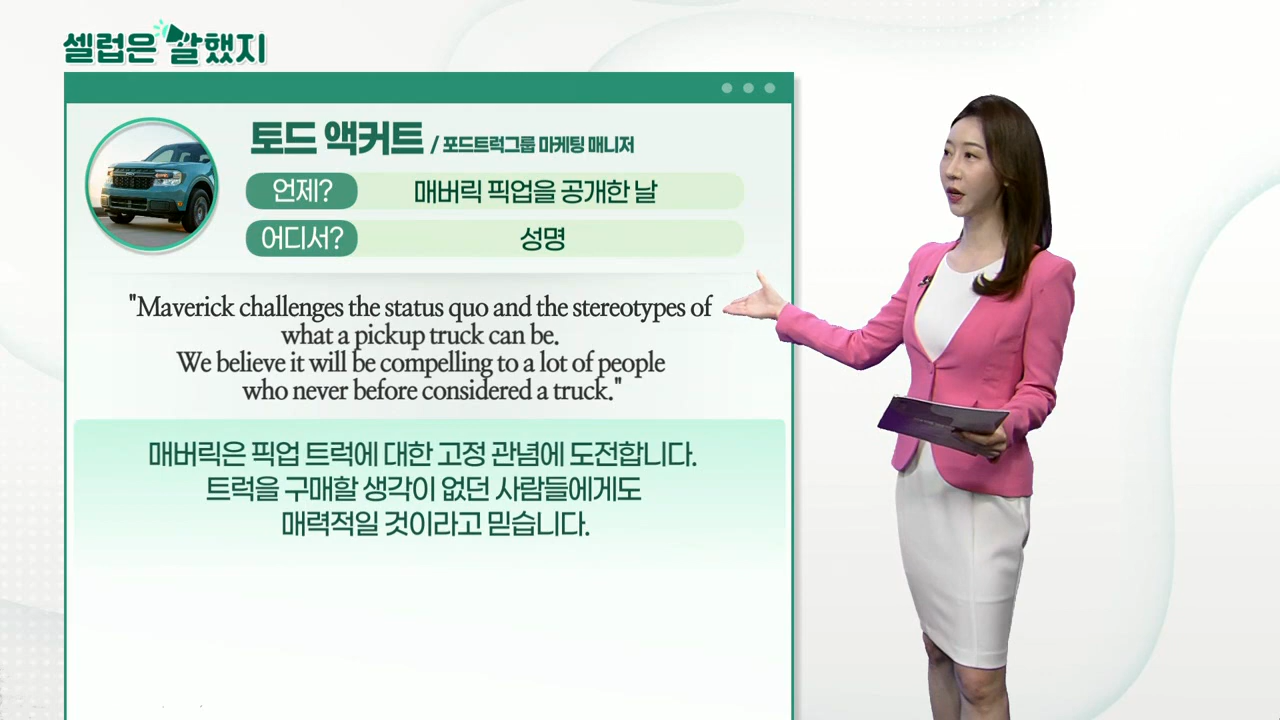 셀럽은 말했지
토드 액커트 / 포드트럭그룹 마케팅 매니저
언제? 매버릭 픽업을 공개한 날
어디서? 성명
"Maverick challenges the status quo and the stereotypes of
what a pickup truck can be.
We believe it will be compelling to a lot of people
who never before considered a truck."
매버릭은 픽업 트럭에 대한 고정 관념에 도전합니다.
트럭을 구매할 생각이 없던 사람들에게도
매력적일 것이라고 믿습니다.